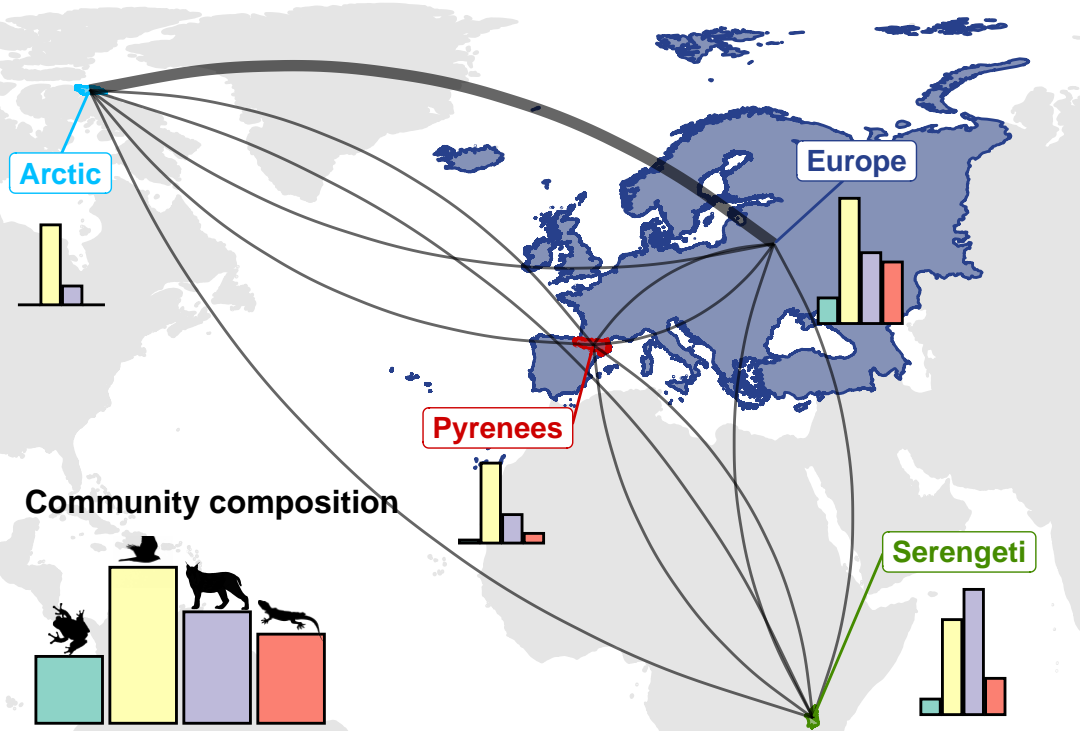 Arctic
Europe
Pyrenees
Community composition
Serengeti